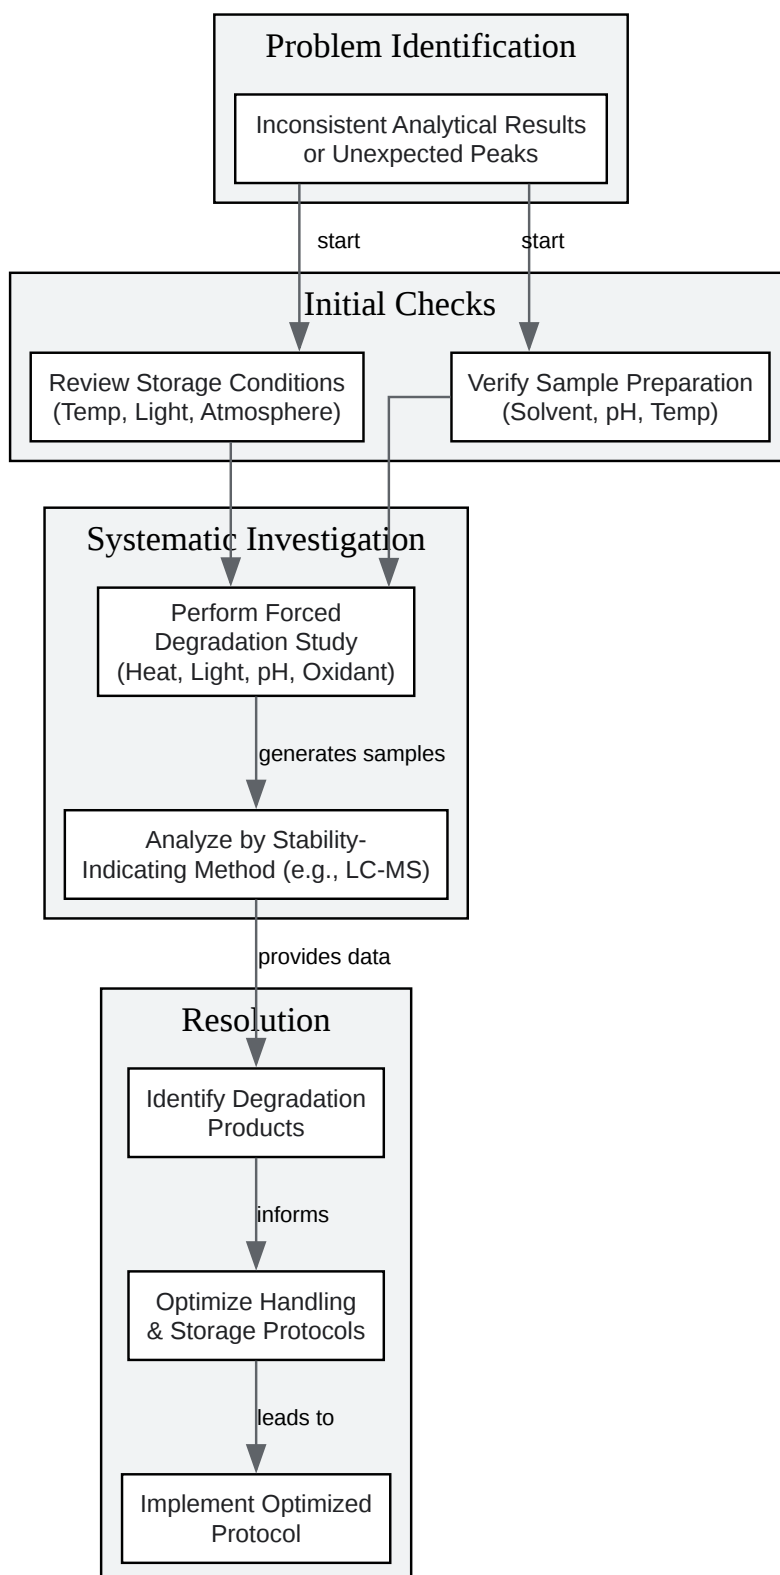 Problem Identification
Inconsistent Analytical Results
or Unexpected Peaks
start
start
Initial Checks
Review Storage Conditions
(Temp, Light, Atmosphere)
Verify Sample Preparation
(Solvent, pH, Temp)
Systematic Investigation
Perform Forced
Degradation Study
(Heat, Light, pH, Oxidant)
generates samples
Analyze by Stability-
Indicating Method (e.g., LC-MS)
provides data
Resolution
Identify Degradation
Products
informs
Optimize Handling
& Storage Protocols
leads to
Implement Optimized
Protocol